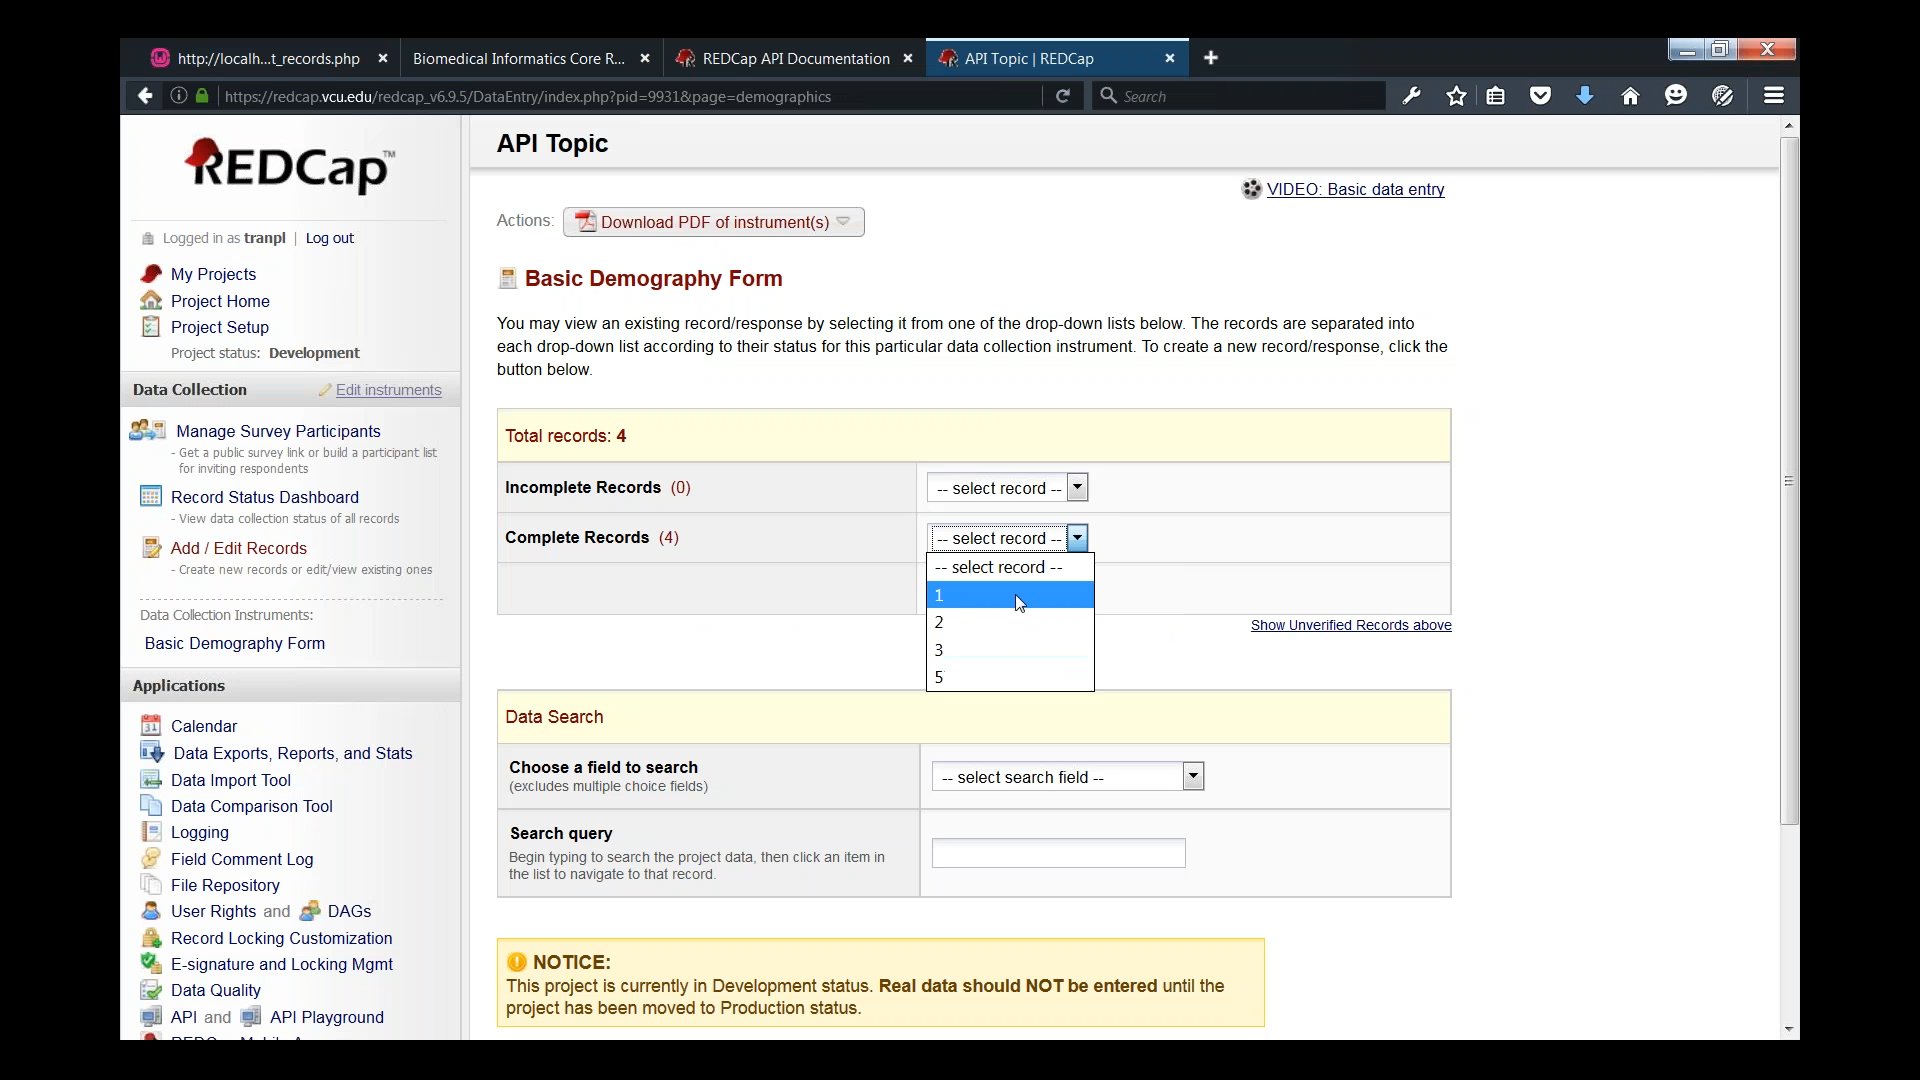 http://localh...t_records.php
Biomedical Informatics Core R...
REDCap API Documentation
API Topic | REDCap
https://redcap.vcu.edu/redcap_v6.9.5/DataEntry/index.php?pid=9931&page=demographics
Search
REDCap™
Logged in as tranpl | Log out
My Projects
Project Home
Project Setup
Project status: Development
Data Collection
Edit instruments
Manage Survey Participants
- Get a public survey link or build a participant list
for inviting respondents
Record Status Dashboard
- View data collection status of all records
Add / Edit Records
- Create new records or edit/view existing ones
Data Collection Instruments:
Basic Demography Form
Applications
Calendar
Data Exports, Reports, and Stats
Data Import Tool
Data Comparison Tool
Logging
Field Comment Log
File Repository
User Rights and DAGs
Record Locking Customization
E-signature and Locking Mgmt
Data Quality
API and API Playground
API Topic
VIDEO: Basic data entry
Actions:
Download PDF of instrument(s)
Basic Demography Form
You may view an existing record/response by selecting it from one of the drop-down lists below. The records are separated into
each drop-down list according to their status for this particular data collection instrument. To create a new record/response, click the
button below.
Total records: 4
Incomplete Records (0)
-- select record --
Complete Records (4)
-- select record --
-- select record --
1
2
3
5
Show Unverified Records above
Data Search
Choose a field to search
(excludes multiple choice fields)
-- select search field --
Search query
Begin typing to search the project data, then click an item in
the list to navigate to that record.
NOTICE:
This project is currently in Development status. Real data should NOT be entered until the
project has been moved to Production status.